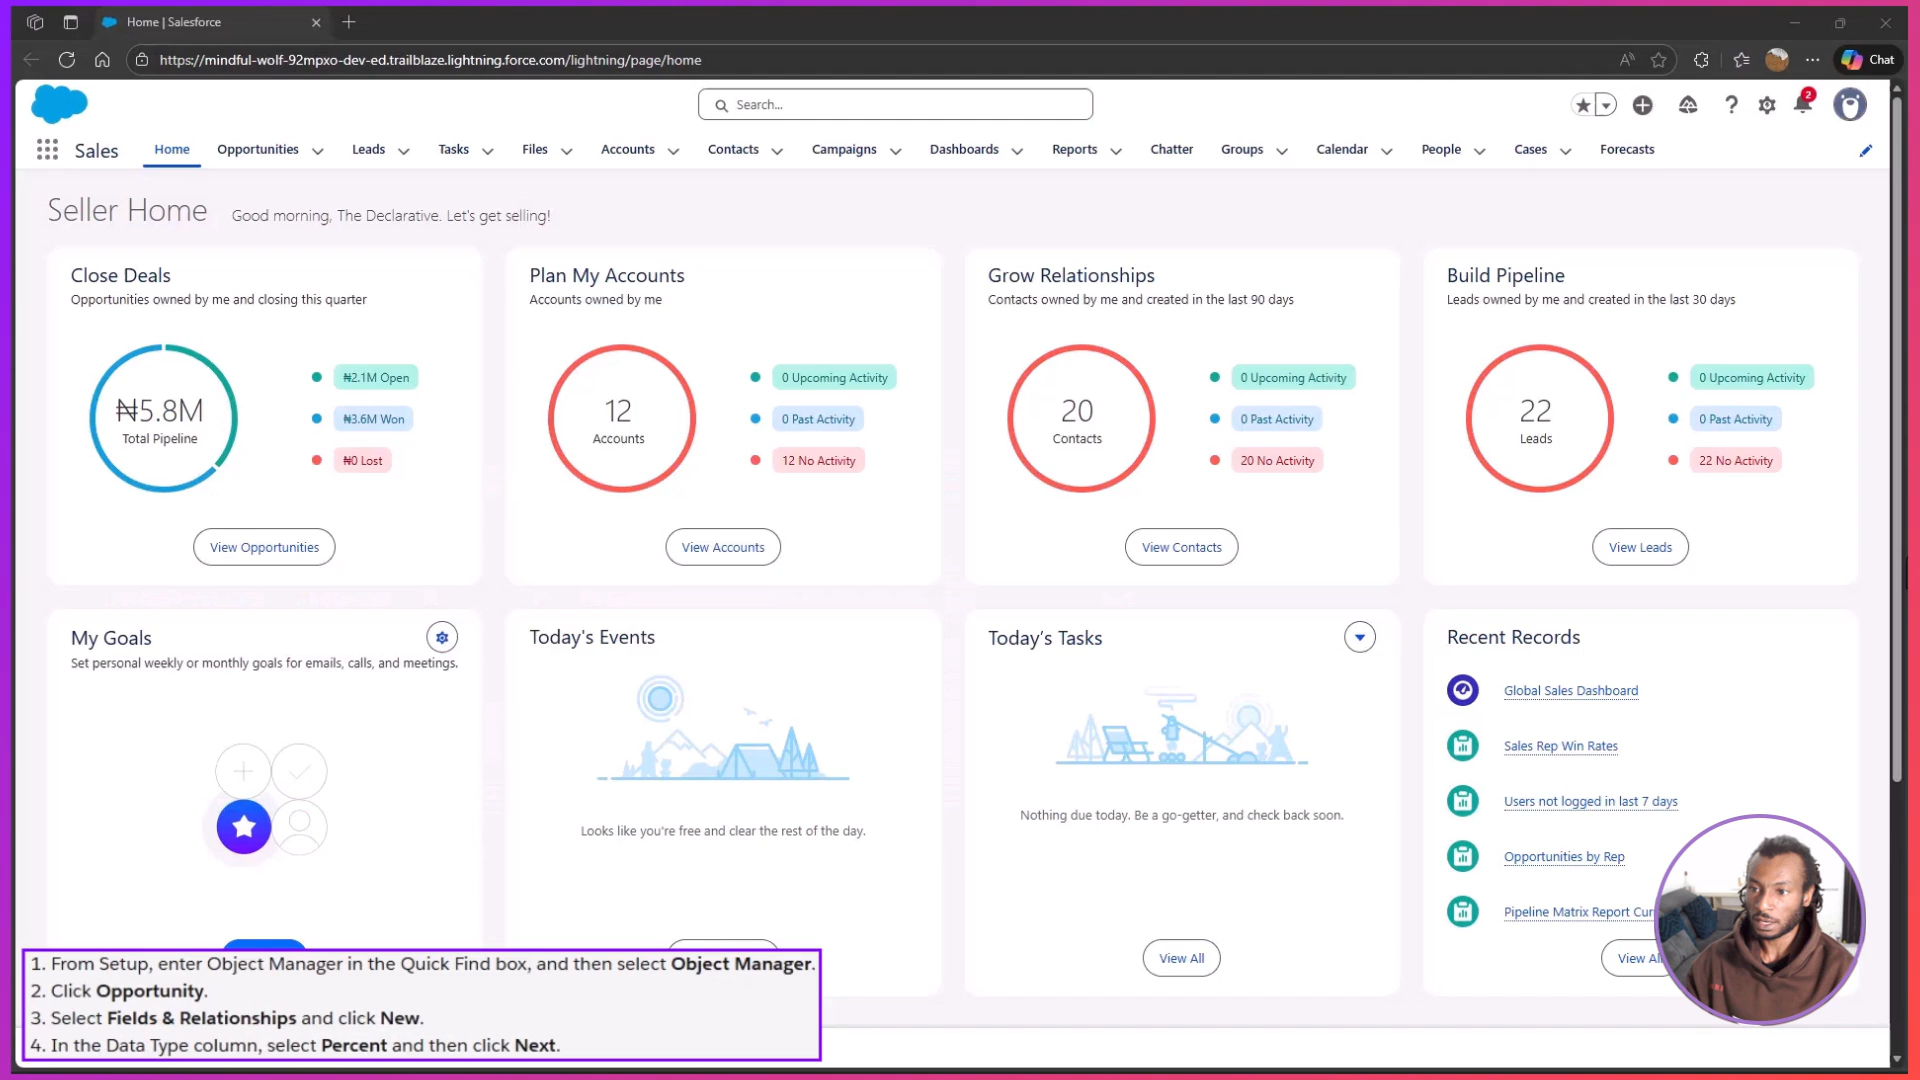 Home | Salesforce
https://mindful-wolf-92mpxo-dev-ed.trailblaze.lightning.force.com/lightning/page/home
Chat
Search...
2
Sales
Home
Opportunities
Leads
Tasks
Files
Accounts
Contacts
Campaigns
Dashboards
Reports
Chatter
Groups
Calendar
People
Cases
Forecasts
Seller Home
Good morning, The Declarative. Let's get selling!
Close Deals
Opportunities owned by me and closing this quarter
₦5.8M
Total Pipeline
₦2.1M Open
₦3.6M Won
₦0 Lost
View Opportunities
Plan My Accounts
Accounts owned by me
12
Accounts
0 Upcoming Activity
0 Past Activity
12 No Activity
View Accounts
Grow Relationships
Contacts owned by me and created in the last 90 days
20
Contacts
0 Upcoming Activity
0 Past Activity
20 No Activity
View Contacts
Build Pipeline
Leads owned by me and created in the last 30 days
22
Leads
0 Upcoming Activity
0 Past Activity
22 No Activity
View Leads
My Goals
Set personal weekly or monthly goals for emails, calls, and meetings.
Today's Events
Looks like you're free and clear the rest of the day.
Today's Tasks
Nothing due today. Be a go-getter, and check back soon.
View All
Recent Records
Global Sales Dashboard
Sales Rep Win Rates
Users not logged in last 7 days
Opportunities by Rep
Pipeline Matrix Report
View
1. From Setup, enter Object Manager in the Quick Find box, and then select Object Manager.
2. Click Opportunity.
3. Select Fields & Relationships and click New.
4. In the Data Type column, select Percent and then click Next.